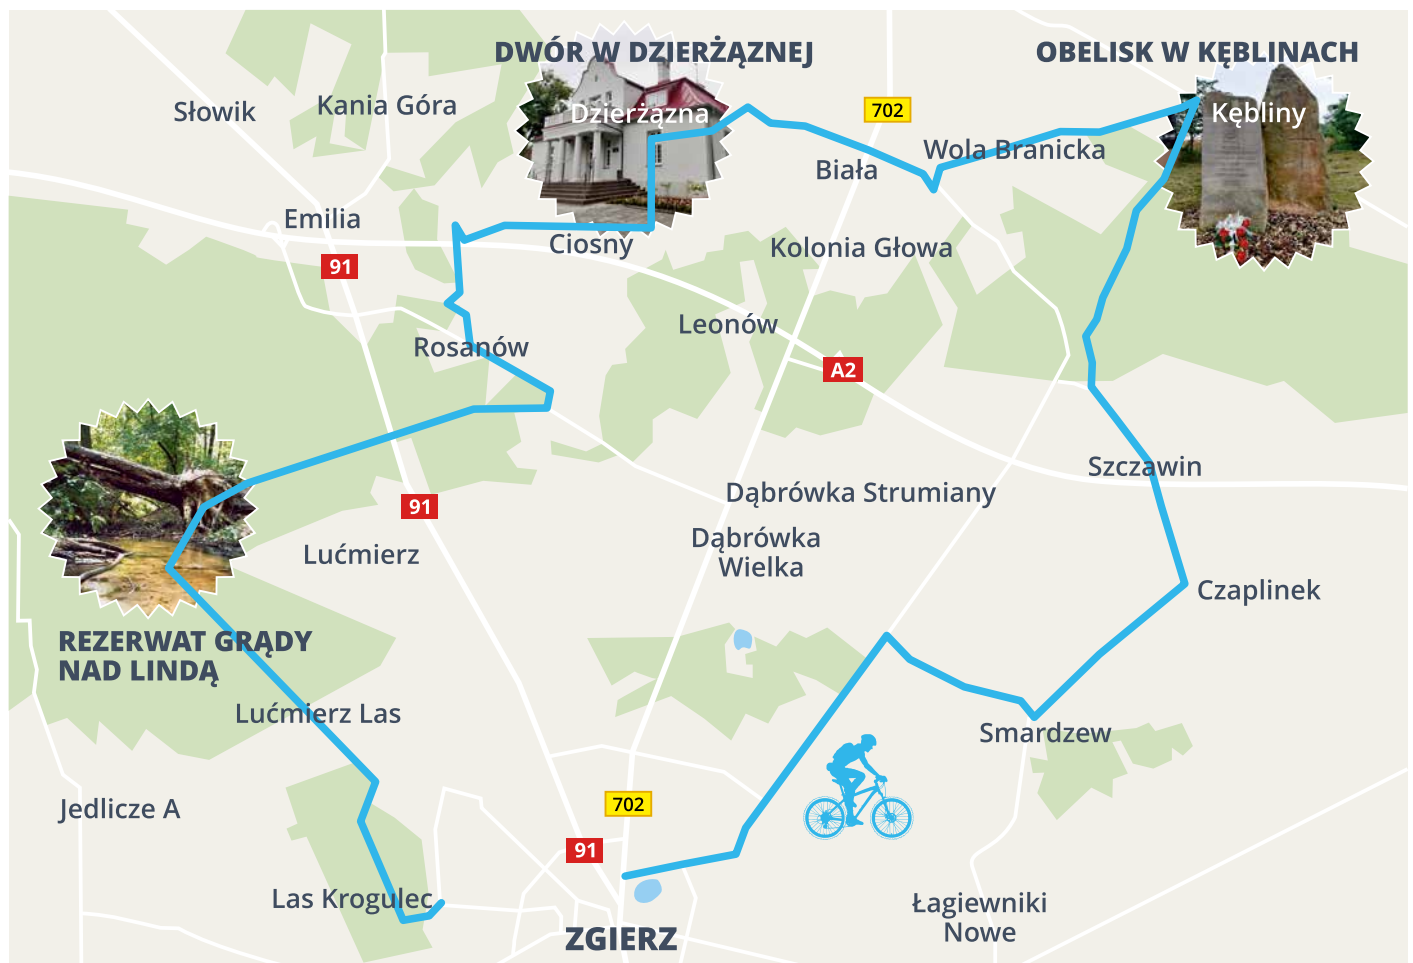 DWÓR W DZIERŻĄZNEJ
OBELISK W KĘBLINACH
Słowik
Kania Góra
Dzierżązna
702
Kębliny
Wola Branicka
Biała
Emilia
Ciosny
Kolonia Głowa
91
Leonów
Rosanów
A2
Szczawin
Dąbrówka Strumiany
91
Dąbrówka
Wielka
Lućmierz
Czaplinek
REZERWAT GRĄDY
NAD LINDĄ
Lućmierz Las
Smardzew
Jedlicze A
702
91
Las Krogulec
Łagiewniki
Nowe
ZGIERZ